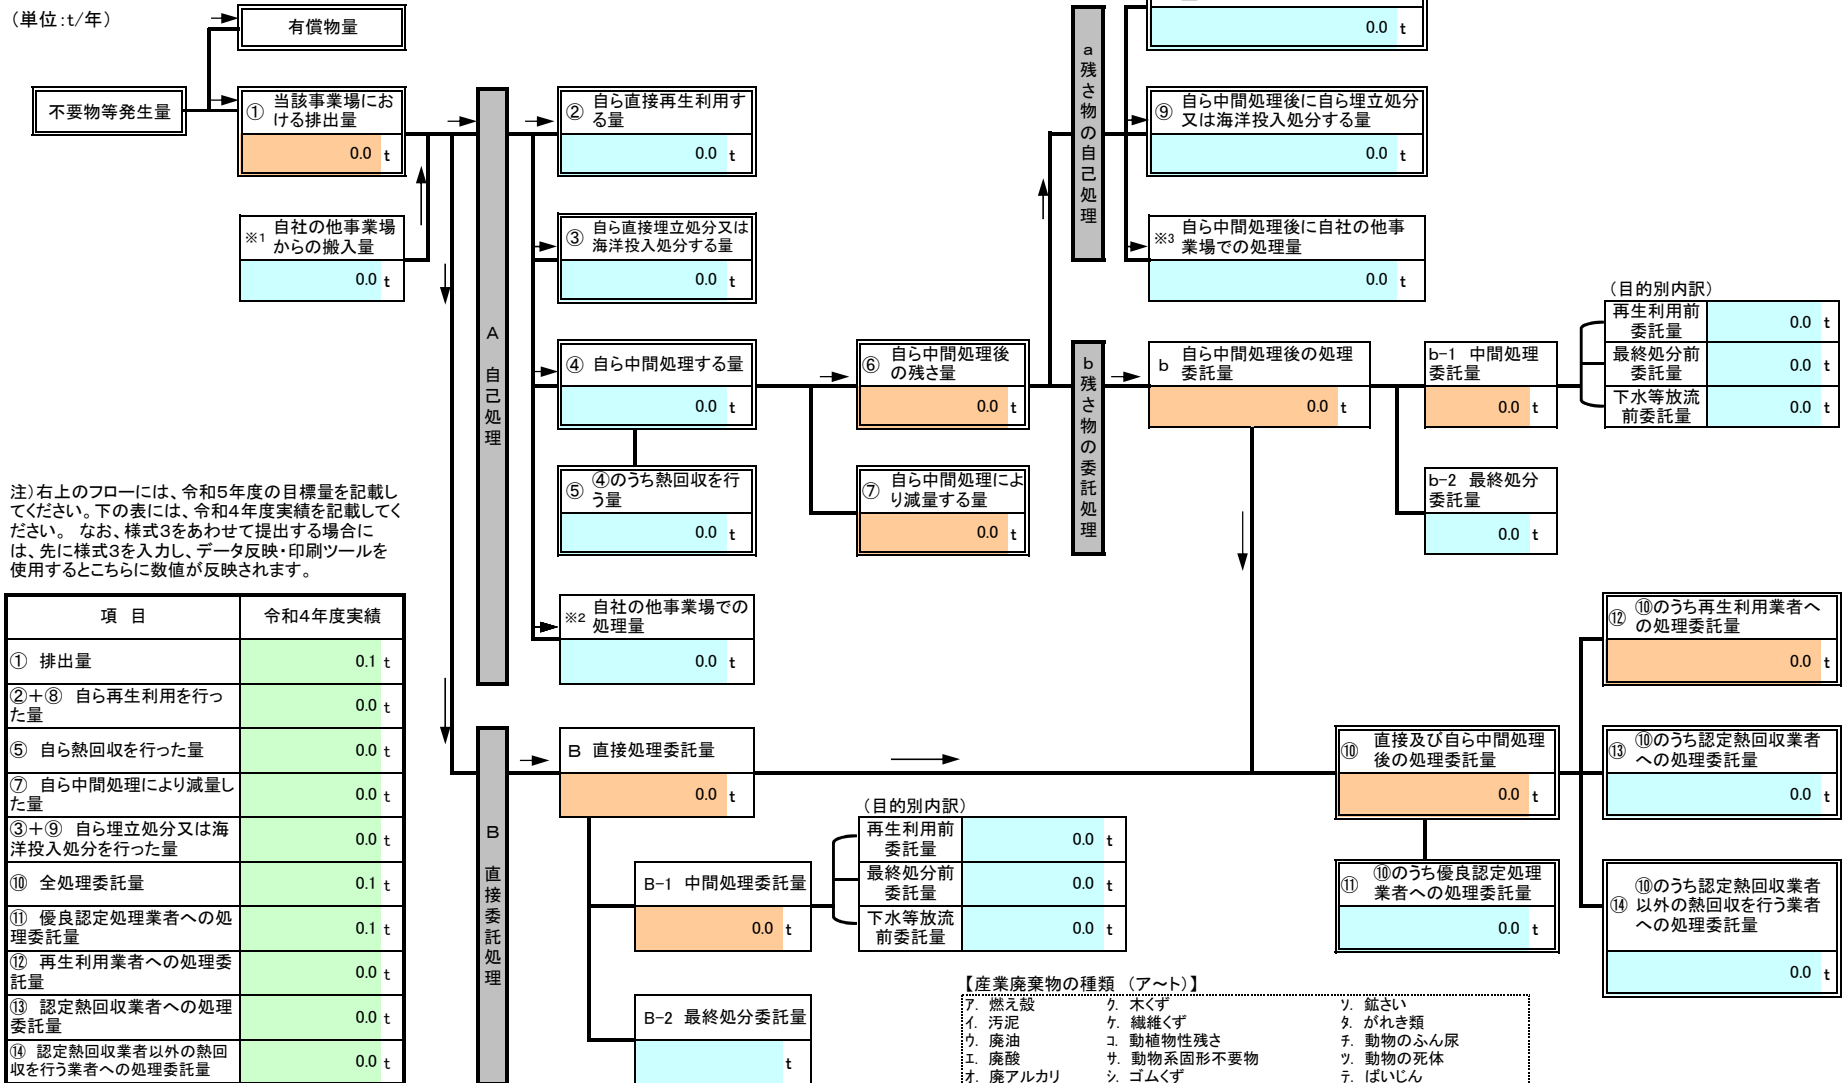 （単位:t/年）
有償物量
不要物等発生量
① 当該事業場にお
ける排出量
0.0 t
※1 自社の他事業場
からの搬入量
0.0 t
A 自己処理
② 自ら直接再生利用す
る量
0.0 t
③ 自ら直接埋立処分又は
海洋投入処分する量
0.0 t
④ 自ら中間処理する量
0.0 t
⑤ ④のうち熱回収を行
う量
0.0 t
※2 自社の他事業場での
処理量
0.0 t
⑥ 自ら中間処理後
の残さ量
0.0 t
⑦ 自ら中間処理によ
り減量する量
0.0 t
a 残さ物の自己処理
0.0 t
⑨ 自ら中間処理後に自ら埋立処分
又は海洋投入処分する量
0.0 t
※3 自ら中間処理後に自社の他事
業場での処理量
0.0 t
b 残さ物の委託処理
b 自ら中間処理後の処理
委託量
0.0 t
b-1 中間処理
委託量
0.0 t
b-2 最終処分
委託量
0.0 t
（目的別内訳）
再生利用前
委託量
0.0 t
最終処分前
委託量
0.0 t
下水等放流
前委託量
0.0 t
注）右上のフローには、令和5年度の目標量を記載し
てください。下の表には、令和4年度実績を記載してく
ださい。 なお、様式3をあわせて提出する場合に
は、先に様式3を入力し、データ反映・印刷ツールを
使用するとこちらに数値が反映されます。
項 目 令和4年度実績
① 排出量 0.1 t
②＋⑧ 自ら再生利用を行っ
た量 0.0 t
⑤ 自ら熱回収を行った量 0.0 t
⑦ 自ら中間処理により減量し
た量 0.0 t
③＋⑨ 自ら埋立処分又は海
洋投入処分を行った量 0.0 t
⑩ 全処理委託量 0.1 t
⑪ 優良認定処理業者への処
理委託量 0.1 t
⑫ 再生利用業者への処理委
託量 0.0 t
⑬ 認定熱回収業者への処理
委託量 0.0 t
⑭ 認定熱回収業者以外の熱回
収を行う業者への処理委託量 0.0 t
B 直接委託処理
B 直接処理委託量
0.0 t
B-1 中間処理委託量
0.0 t
B-2 最終処分委託量
t
（目的別内訳）
再生利用前
委託量
0.0 t
最終処分前
委託量
0.0 t
下水等放流
前委託量
0.0 t
⑩ 直接及び自ら中間処理
後の処理委託量
0.0 t
⑪ ⑩のうち優良認定処理
業者への処理委託量
0.0 t
⑫ ⑩のうち再生利用業者へ
の処理委託量
0.0 t
⑬ ⑩のうち認定熱回収業者
への処理委託量
0.0 t
⑭ ⑩のうち認定熱回収業者
以外の熱回収を行う業者
への処理委託量
0.0 t
【産業廃棄物の種類 （ア～ト）】
ア. 燃え殻 ク. 木くず ソ. 鉱さい
イ. 汚泥 ケ. 繊維くず タ. がれき類
ウ. 廃油 コ. 動植物性残さ チ. 動物のふん尿
エ. 廃酸 サ. 動物系固形不要物 ツ. 動物の死体
オ. 廃アルカリ シ. ゴムくず テ. ばいじん